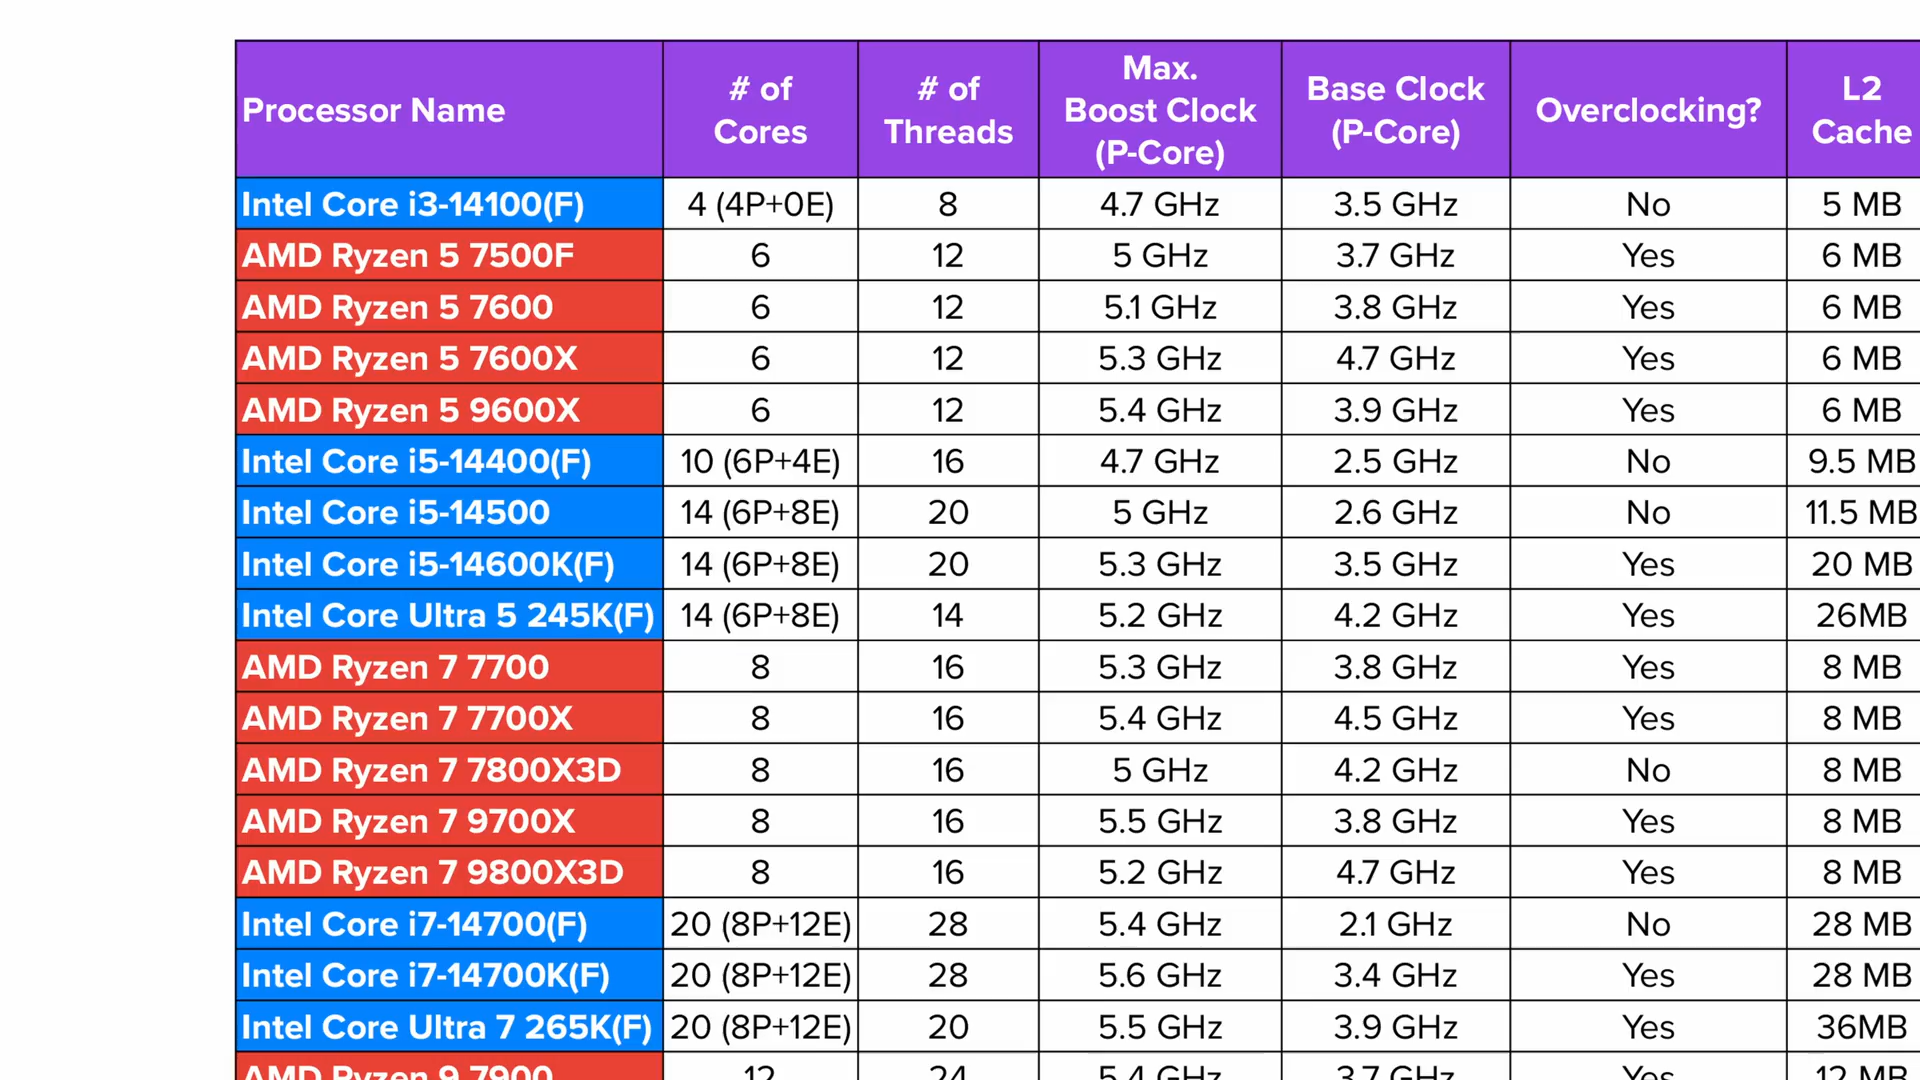 Processor Name # of Cores # of Threads Max. Boost Clock (P-Core) Base Clock (P-Core) Overclocking? L2 Cache
Intel Core i3-14100(F) 4 (4P+0E) 8 4.7 GHz 3.5 GHz No 5 MB
AMD Ryzen 5 7500F 6 12 5 GHz 3.7 GHz Yes 6 MB
AMD Ryzen 5 7600 6 12 5.1 GHz 3.8 GHz Yes 6 MB
AMD Ryzen 5 7600X 6 12 5.3 GHz 4.7 GHz Yes 6 MB
AMD Ryzen 5 9600X 6 12 5.4 GHz 3.9 GHz Yes 6 MB
Intel Core i5-14400(F) 10 (6P+4E) 16 4.7 GHz 2.5 GHz No 9.5 MB
Intel Core i5-14500 14 (6P+8E) 20 5 GHz 2.6 GHz No 11.5 MB
Intel Core i5-14600K(F) 14 (6P+8E) 20 5.3 GHz 3.5 GHz Yes 20 MB
Intel Core Ultra 5 245K(F) 14 (6P+8E) 14 5.2 GHz 4.2 GHz Yes 26MB
AMD Ryzen 7 7700 8 16 5.3 GHz 3.8 GHz Yes 8 MB
AMD Ryzen 7 7700X 8 16 5.4 GHz 4.5 GHz Yes 8 MB
AMD Ryzen 7 7800X3D 8 16 5 GHz 4.2 GHz No 8 MB
AMD Ryzen 7 9700X 8 16 5.5 GHz 3.8 GHz Yes 8 MB
AMD Ryzen 7 9800X3D 8 16 5.2 GHz 4.7 GHz Yes 8 MB
Intel Core i7-14700(F) 20 (8P+12E) 28 5.4 GHz 2.1 GHz No 28 MB
Intel Core i7-14700K(F) 20 (8P+12E) 28 5.6 GHz 3.4 GHz Yes 28 MB
Intel Core Ultra 7 265K(F) 20 (8P+12E) 20 5.5 GHz 3.9 GHz Yes 36MB
AMD Ryzen 9 7900 12 24 5.4 GHz 3.7 GHz Yes 12 MB